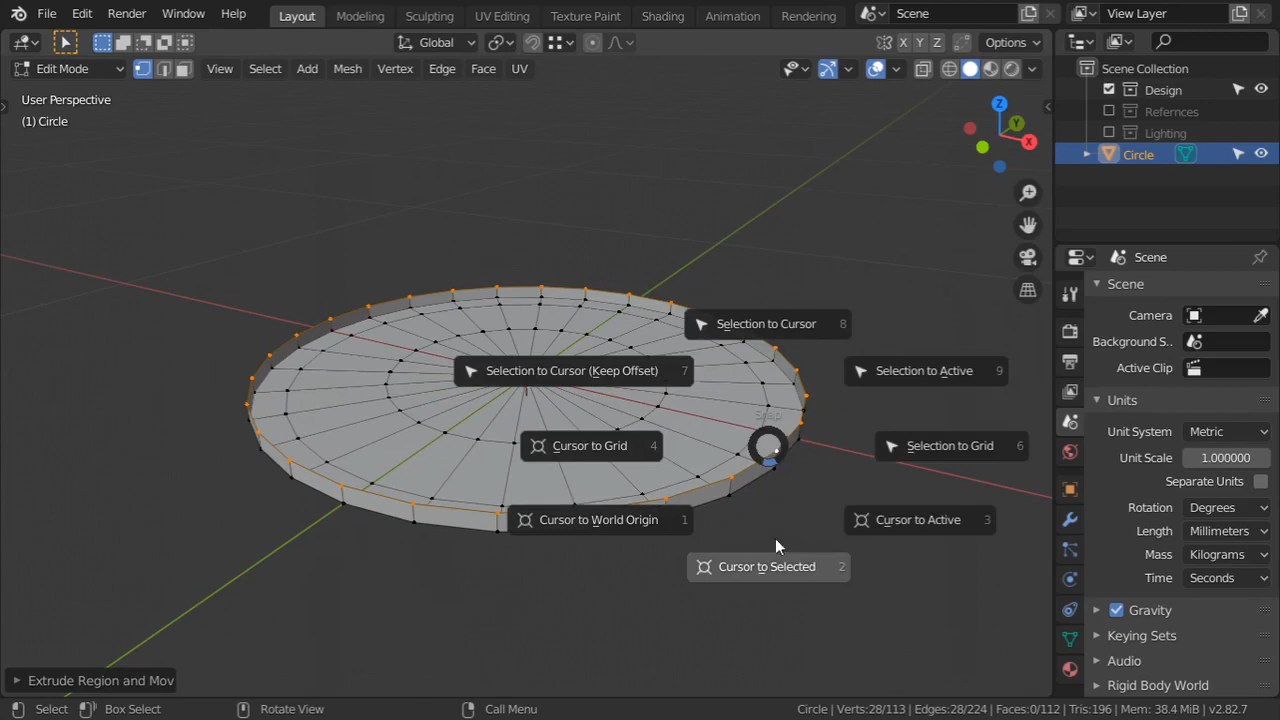 File Edit Render Window Help Layout Modeling Sculpting UV Editing Texture Paint Shading Animation Rendering Scene View Layer
Global X Y Z Options
Edit Mode View Select Add Mesh Vertex Edge Face UV
Scene Collection
Design
Refernces
Lighting
Circle
User Perspective
(1) Circle
Z
Y
X
Scene
Scene
Camera
Background S..
Active Clip
Units
Unit System Metric
Unit Scale 1.000000
Separate Units
Rotation Degrees
Length Millimeters
Mass Kilograms
Time Seconds
Gravity
Keying Sets
Audio
Rigid Body World
Selection to Cursor 8
Selection to Cursor (Keep Offset) 7
Selection to Active 9
Snap
Cursor to Grid 4
Selection to Grid 6
Cursor to World Origin 1
Cursor to Active 3
Cursor to Selected 2
Extrude Region and Mov
Select Box Select Rotate View Call Menu Circle | Verts:28/113 | Edges:28/224 | Faces:0/112 | Tris:196 | Mem: 38.4 MiB | v2.82.7